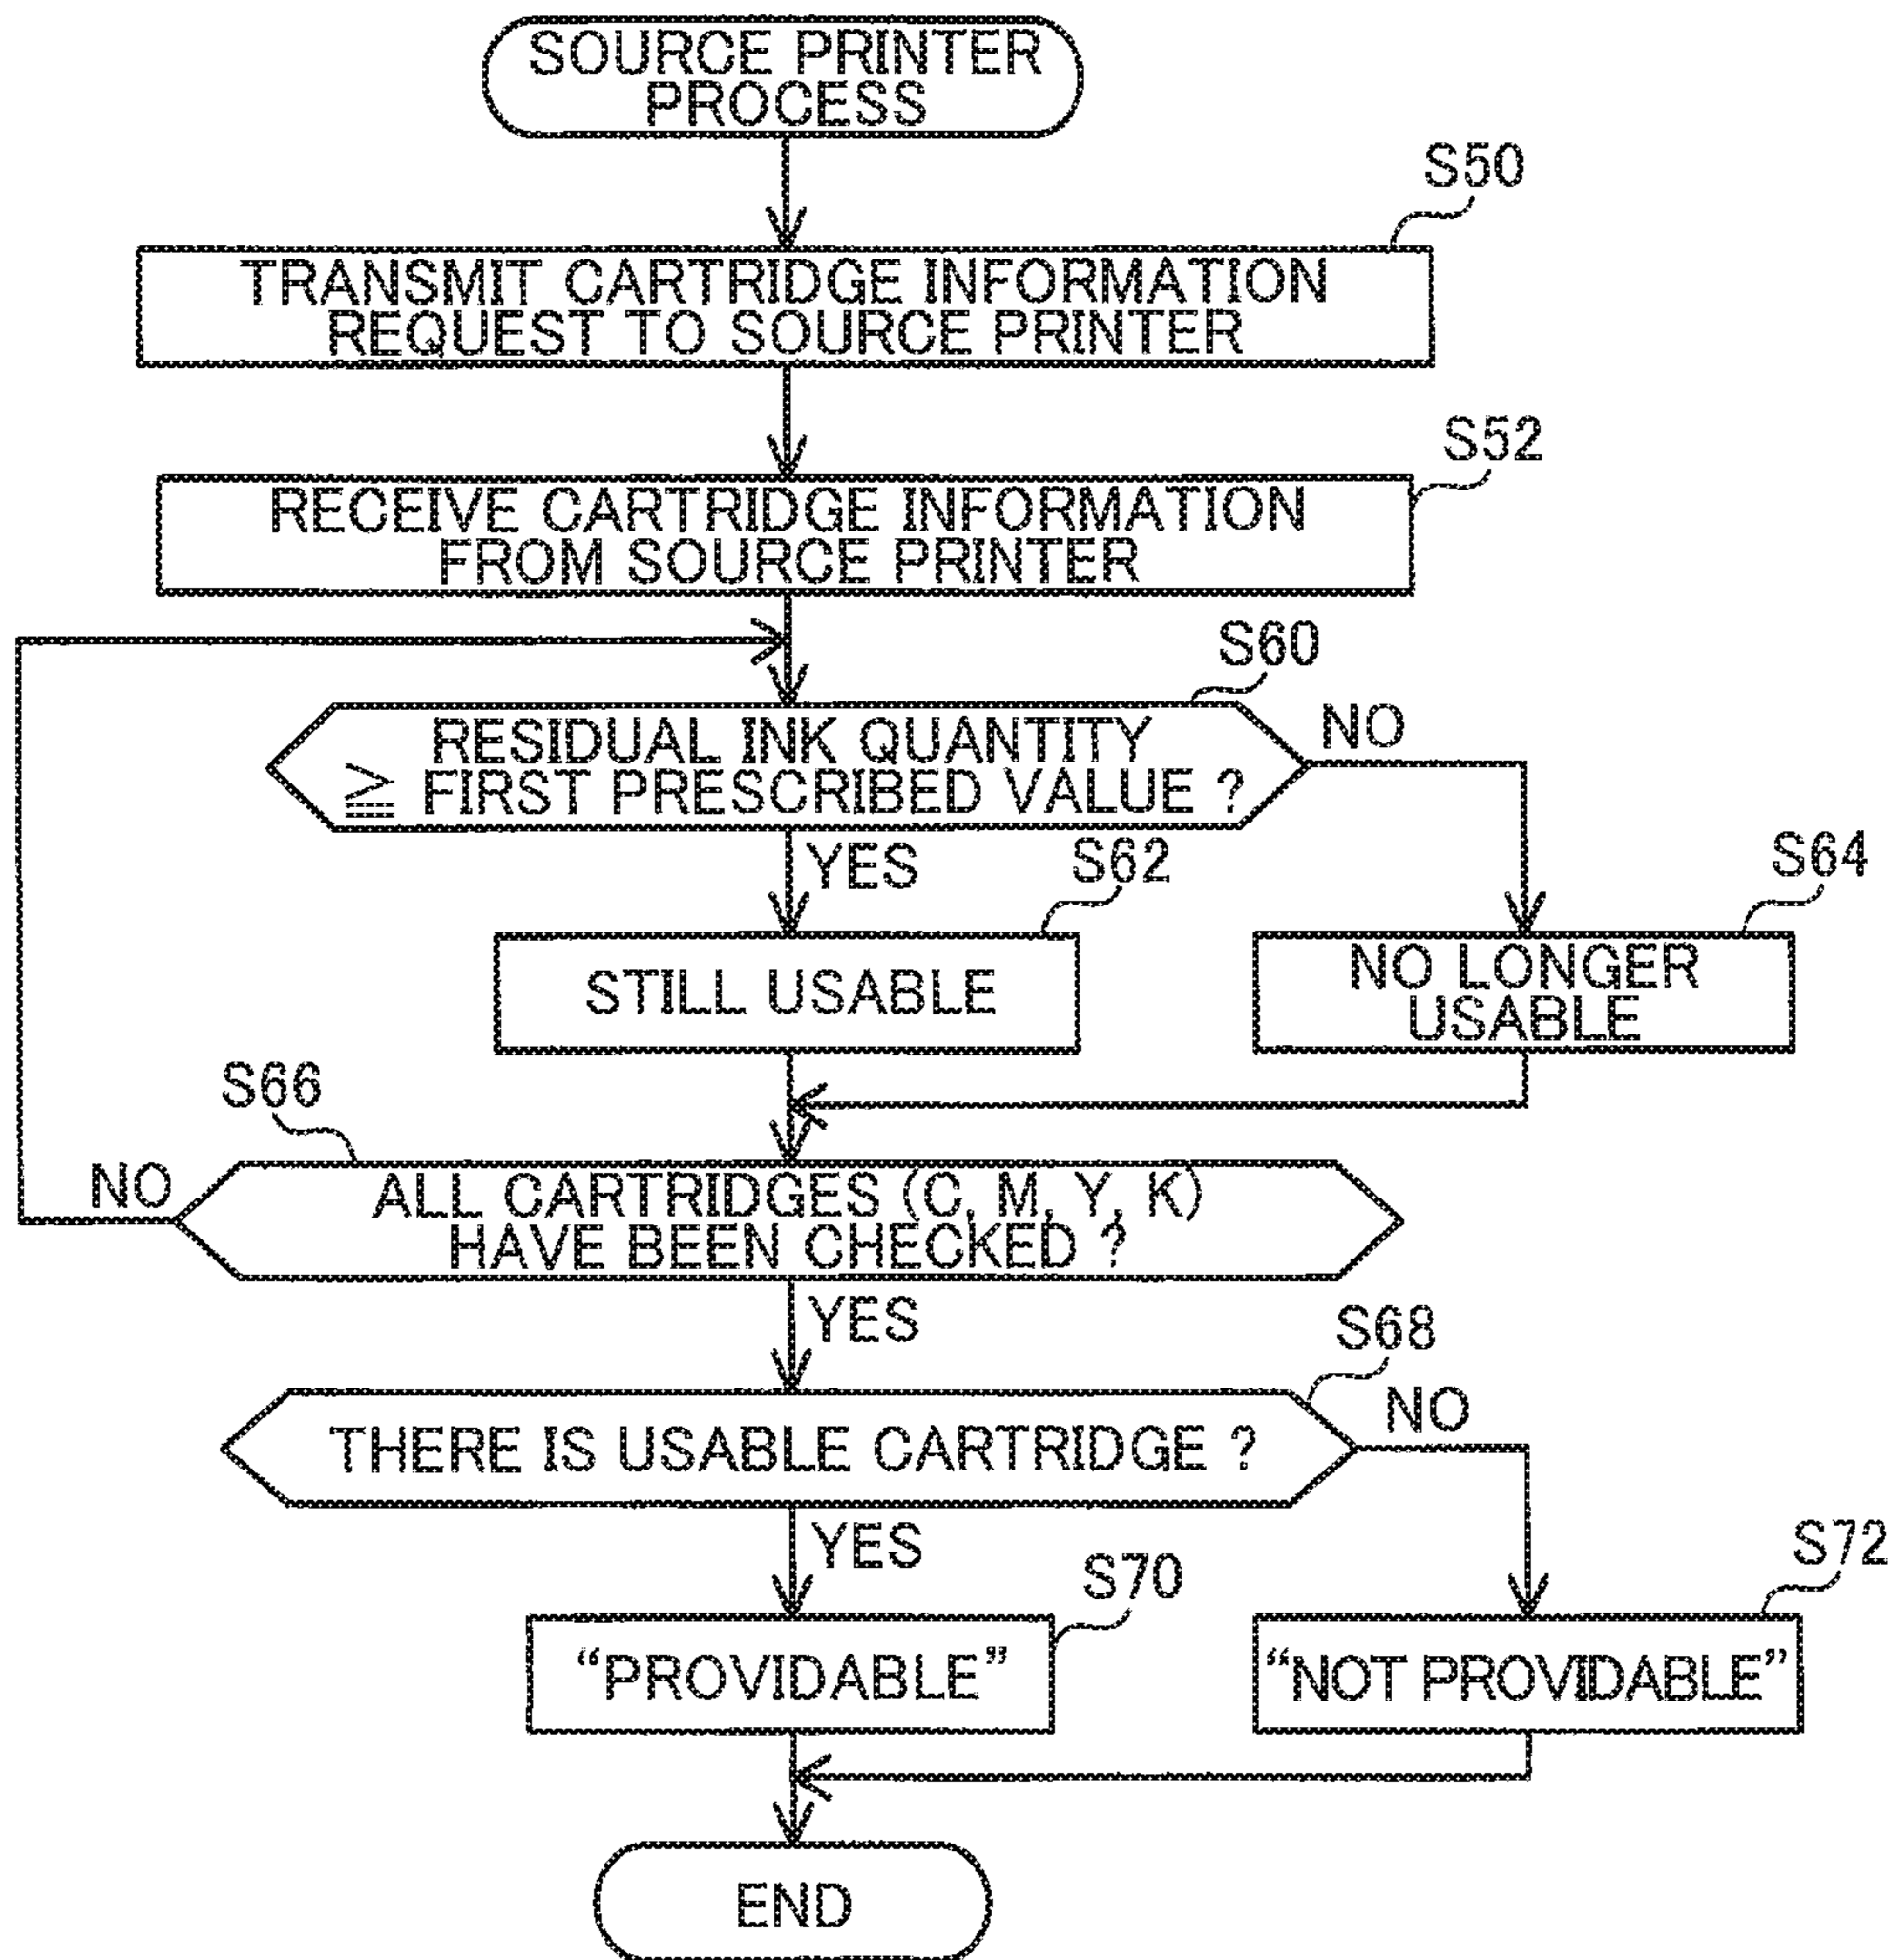 SOURCE PRINTER
PROCESS
S50
TRANSMIT CARTRIDGE INFORMATION
REQUEST TO SOURCE PRINTER
S52
RECEIVE CARTRIDGE INFORMATION
FROM SOURCE PRINTER
S60
RESIDUAL INK QUANTITY
≧ FIRST PRESCRIBED VALUE ?
NO
YES
S62
S64
STILL USABLE
NO LONGER
USABLE
S66
NO
ALL CARTRIDGES (C, M, Y, K)
HAVE BEEN CHECKED ?
YES
S68
THERE IS USABLE CARTRIDGE ?
NO
YES
S70
S72
“PROVIDABLE”
“NOT PROVIDABLE”
END